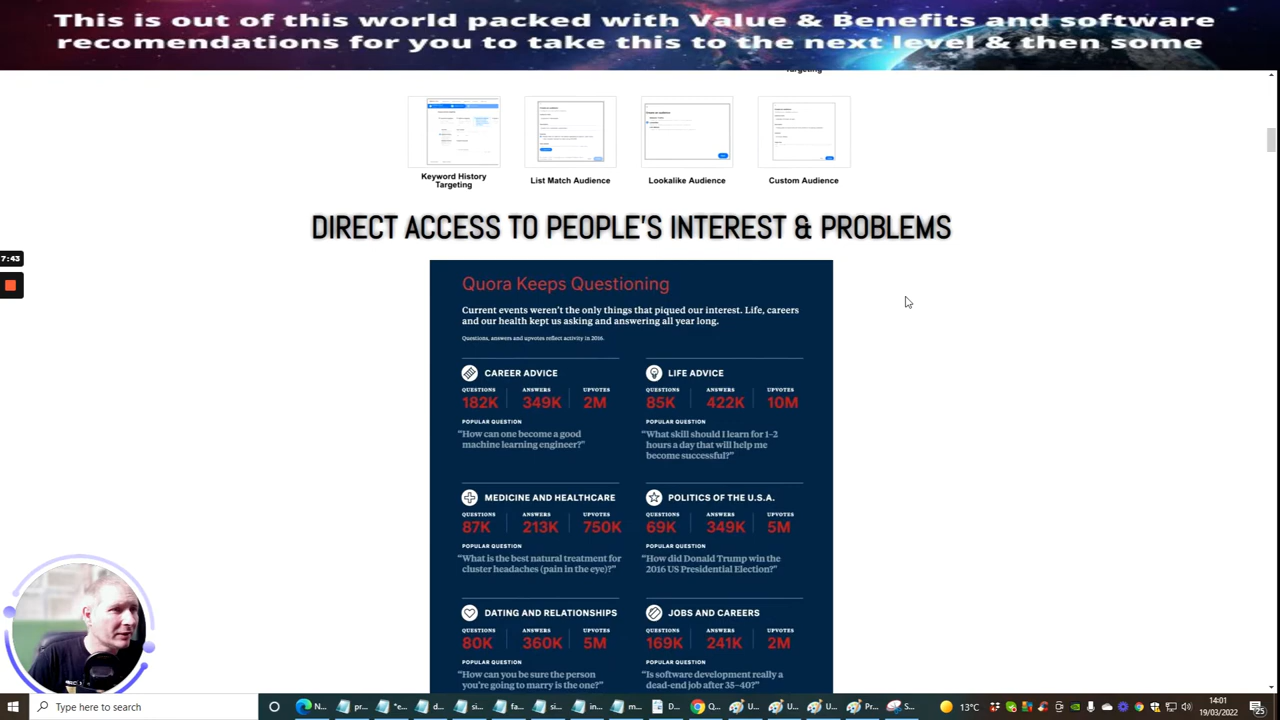 This is out of this world packed with Value & Benefits and software
recomendations for you to take this to the next level & then some
Targeting
Keyword History
Targeting
List Match Audience
Lookalike Audience
Custom Audience
DIRECT ACCESS TO PEOPLE'S INTEREST & PROBLEMS
7:43
Quora Keeps Questioning
Current events weren't the only things that piqued our interest. Life, careers
and our health kept us asking and answering all year long.
Questions, answers and upvotes reflect activity in 2016.
CAREER ADVICE
QUESTIONS ANSWERS UPVOTES
182K 349K 2M
POPULAR QUESTION
"How can one become a good
machine learning engineer?"
LIFE ADVICE
QUESTIONS ANSWERS UPVOTES
85K 422K 10M
POPULAR QUESTION
"What skill should I learn for 1–2
hours a day that will help me
become successful?"
MEDICINE AND HEALTHCARE
QUESTIONS ANSWERS UPVOTES
87K 213K 750K
POPULAR QUESTION
"What is the best natural treatment for
cluster headaches (pain in the eye)?"
POLITICS OF THE U.S.A.
QUESTIONS ANSWERS UPVOTES
69K 349K 5M
POPULAR QUESTION
"How did Donald Trump win the
2016 US Presidential Election?"
DATING AND RELATIONSHIPS
QUESTIONS ANSWERS UPVOTES
80K 360K 5M
POPULAR QUESTION
"How can you be sure the person
you're going to marry is the one?"
JOBS AND CAREERS
QUESTIONS ANSWERS UPVOTES
169K 241K 2M
POPULAR QUESTION
"Is software development really a
dead-end job after 35–40?"
Type here to search
N... pr... "e... d... si... fa... si... in... m... D... Q... U... U... U... Pr... S...
13°C
14:01
19/03/2022
25